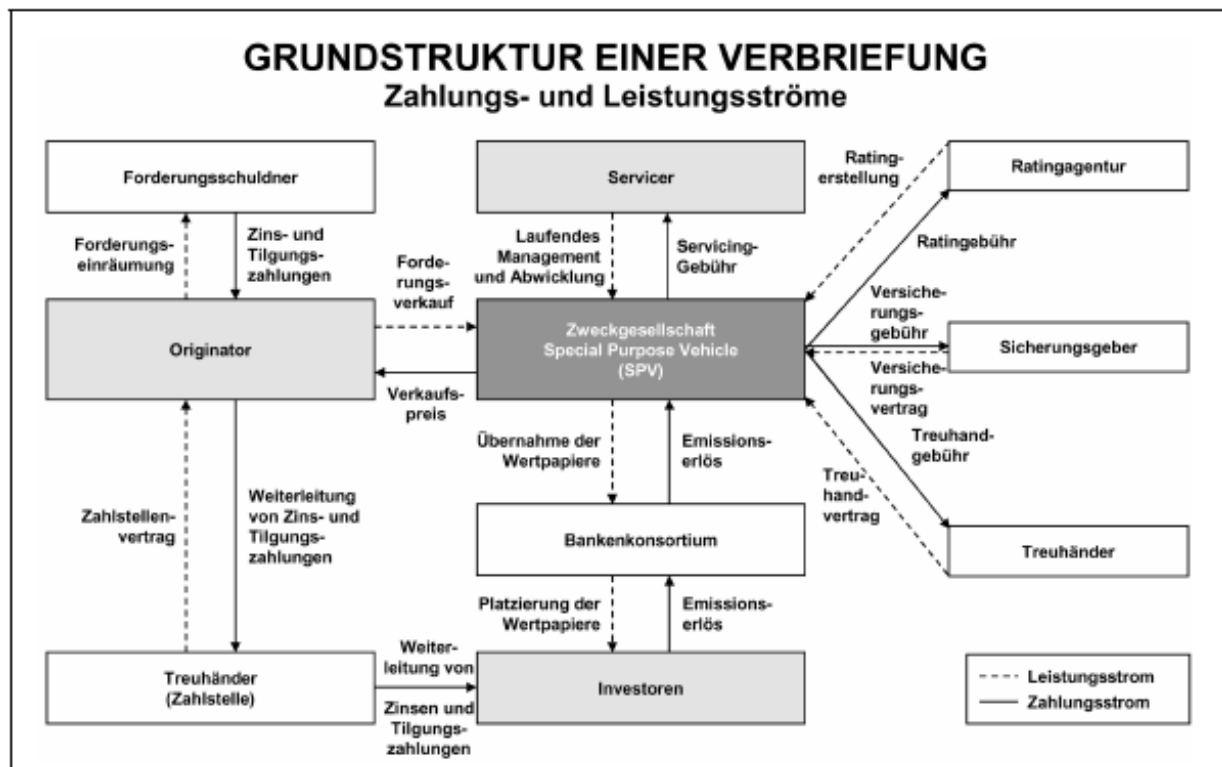 GRUNDSTRUKTUR EINER VERBRIEFUNG
Zahlungs- und Leistungsströme
Forderungsschuldner
Servicer
Ratingagentur
Rating-
erstellung
Ratingebühr
Forderungs-
einräumung
Zins- und
Tilgungs-
zahlungen
Forde-
rungs-
verkauf
Laufendes
Management
und Abwicklung
Servicing-
Gebühr
Originator
Zweckgesellschaft
Special Purpose Vehicle
(SPV)
Versiche-
rungs-
gebühr
Sicherungsgeber
Versiche-
rungs-
vertrag
Verkaufs-
preis
Übernahme der
Wertpapiere
Emissions-
erlös
Treuhand-
gebühr
Treu-
hand-
vertrag
Zahlstellen-
vertrag
Weiterleitung
von Zins- und
Tilgungs-
zahlungen
Bankenkonsortium
Treuhänder
Platzierung der
Wertpapiere
Emissions-
erlös
Treuhänder
(Zahlstelle)
Weiter-
leitung von
Zinsen und
Tilgungs-
zahlungen
Investoren
Leistungsstrom
Zahlungsstrom